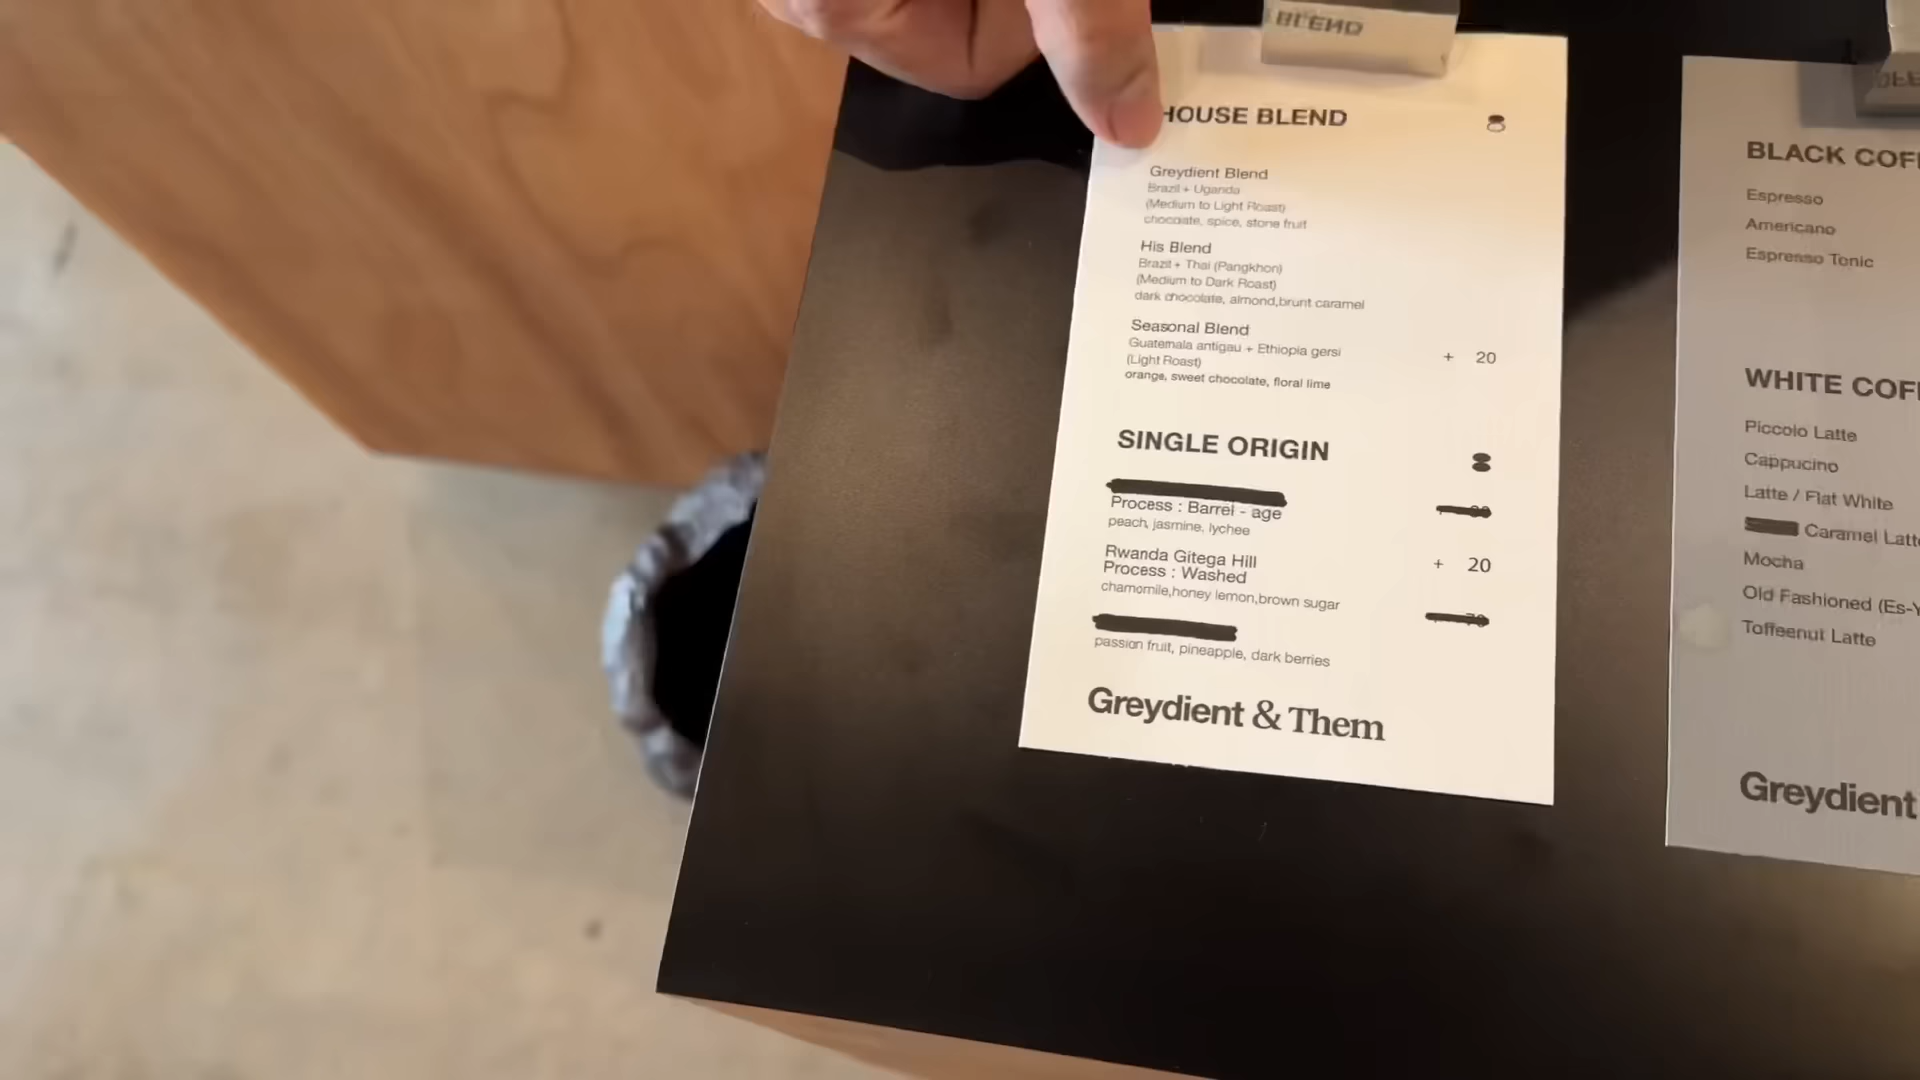 BLEND
HOUSE BLEND
Greydient Blend
Brazil + Uganda
(Medium to Light Roast)
chocolate, spice, stone fruit
His Blend
Brazil + Thai (Pangkhon)
(Medium to Dark Roast)
dark chocolate, almond,brunt caramel
Seasonal Blend
Guatemala antigau + Ethiopia gersi
+ 20
(Light Roast)
orange, sweet chocolate, floral lime
SINGLE ORIGIN
Process : Barrel - age
peach, jasmine, lychee
Rwanda Gitega Hill
+ 20
Process : Washed
chamomile,honey lemon,brown sugar
passion fruit, pineapple, dark berries
Greydient & Them
BLACK COF
Espresso
Americano
Espresso Tonic
WHITE COF
Piccolo Latte
Cappucino
Latte / Flat White
Caramel Latte
Mocha
Old Fashioned (Es-Y
Toffeenut Latte
Greydient